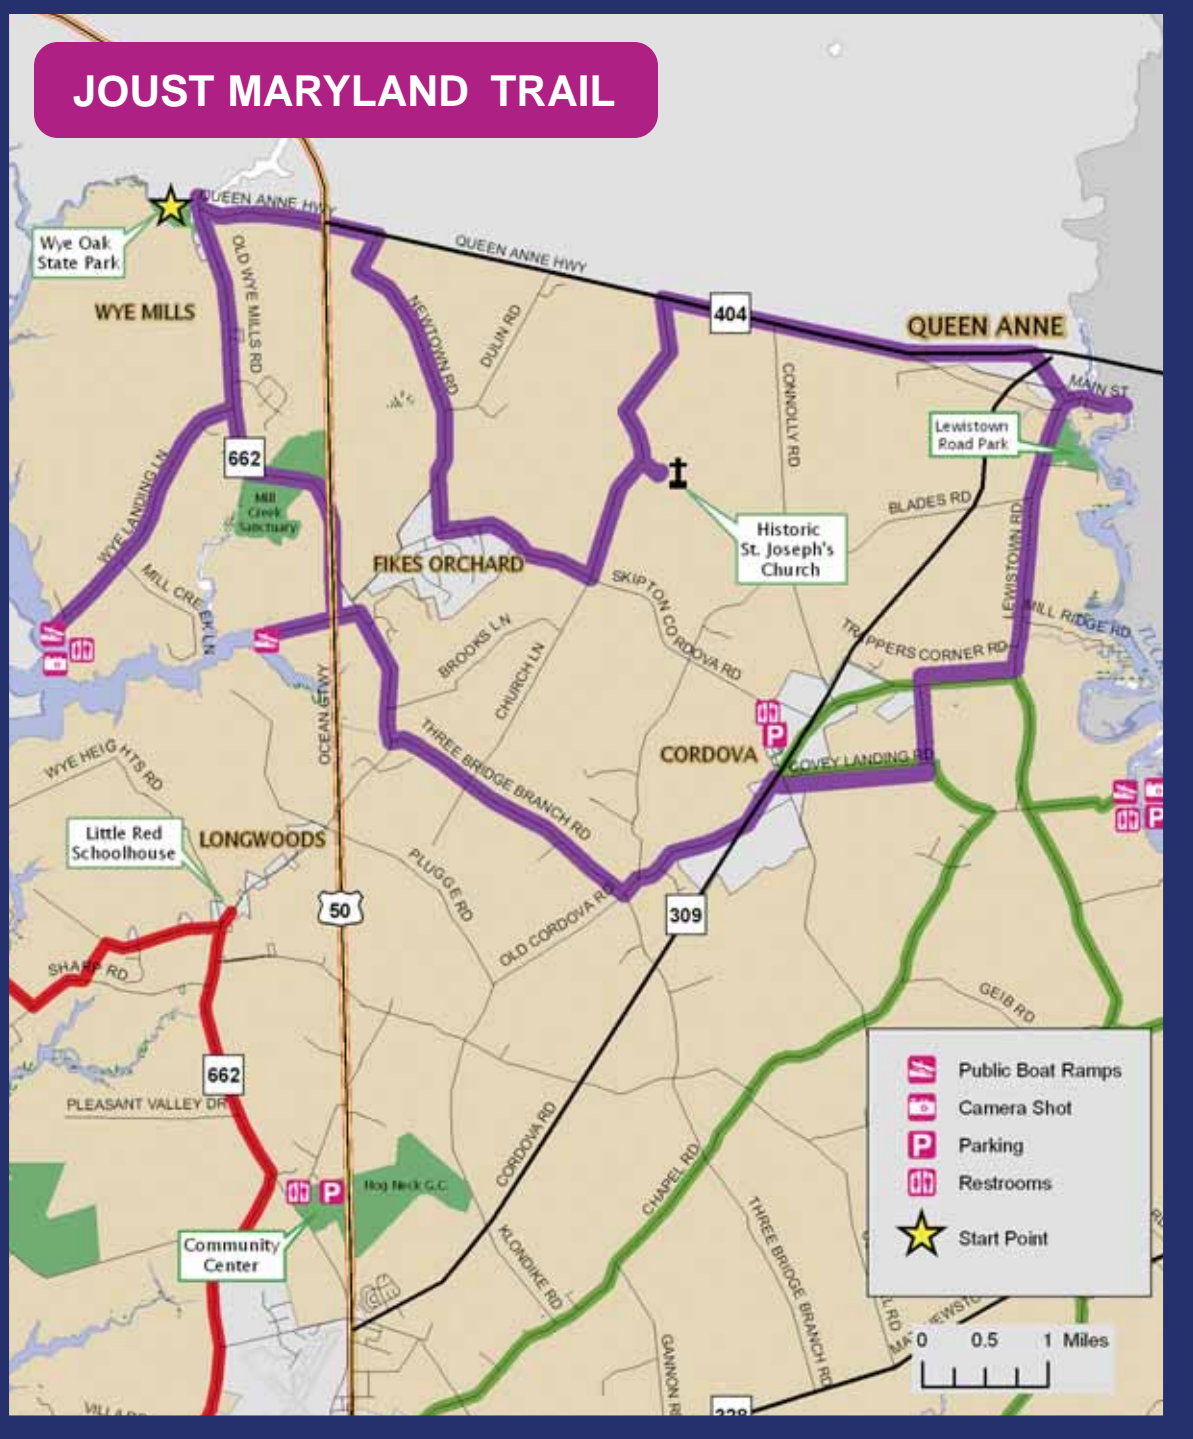 JOUST MARYLAND TRAIL
QUEEN ANNE HWY
Wye Oak
State Park
OLD WYE MILLS RD
WYE MILLS
QUEEN ANNE HWY
NEWTOWN RD
DULIN RD
404
QUEEN ANNE
CONNOLLY RD
MAIN ST
Lewistown
Road Park
662
WYE LANDING LN
Mill
Creek
Sanctuary
BLADES RD
Historic
St. Joseph's
Church
LEWISTOWN RD
FIKES ORCHARD
MILL CREEK LN
SKIPTON CORDOVA RD
MILL RIDGE RD
TUCK
TRAPPERS CORNER RD
BROOKS LN
CHURCH LN
OCEAN GTWY
P
CORDOVA
COVEY LANDING RD
THREE BRIDGE BRANCH RD
WYE HEIGHTS RD
P
Little Red
Schoolhouse
LONGWOODS
PLUGGE RD
50
309
OLD CORDOVA RD
SHARP RD
GEIB RD
662
PLEASANT VALLEY DR
Public Boat Ramps
Camera Shot
P Parking
Restrooms
Start Point
CORDOVA RD
CHAPEL RD
P
Hog Neck G.C.
Community
Center
KLONDIKE RD
THREE BRIDGE BRANCH RD
GANNON R
L RD
0 0.5 1 Miles
328